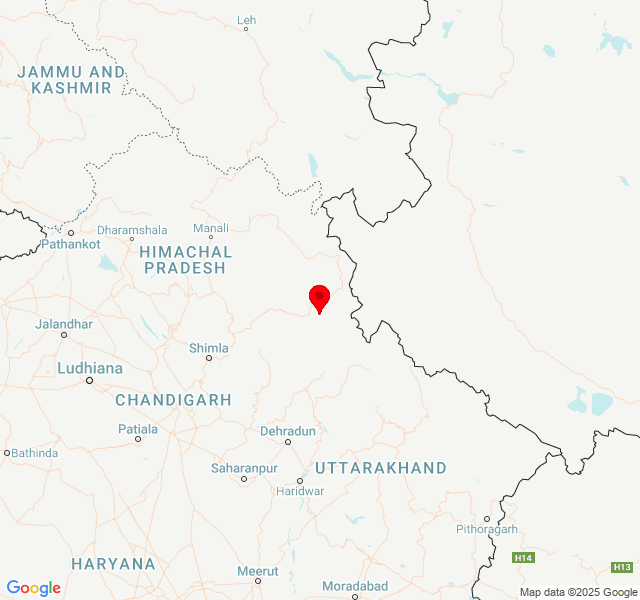 Leh
JAMMU AND
KASHMIR
Manali
Dharamshala
Pathankot
HIMACHAL
PRADESH
Jalandhar
Shimla
Ludhiana
CHANDIGARH
Patiala
Dehradun
Bathinda
Saharanpur
UTTARAKHAND
Haridwar
Pithoragarh
H14
HARYANA
H13
Meerut
Moradabad
Google
Map data ©2025 Google